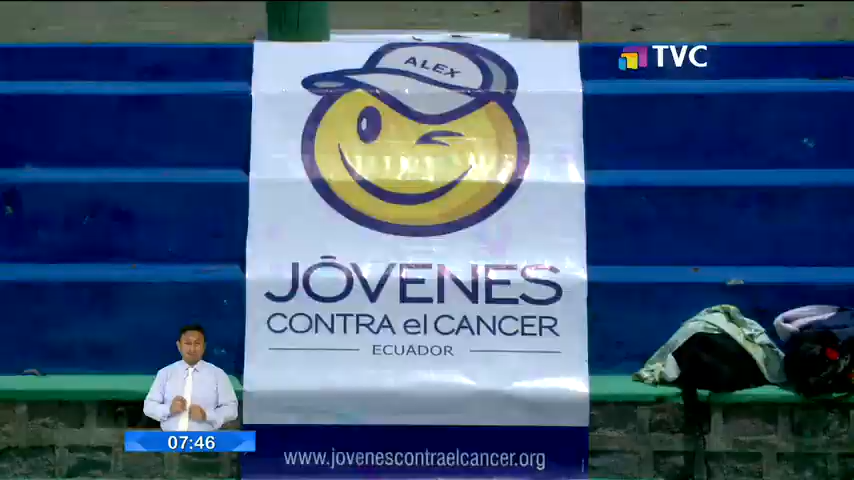 TVC
ALEX
JÓVENES
CONTRA el CANCER
ECUADOR
07:46
www.jovenescontraelcancer.org